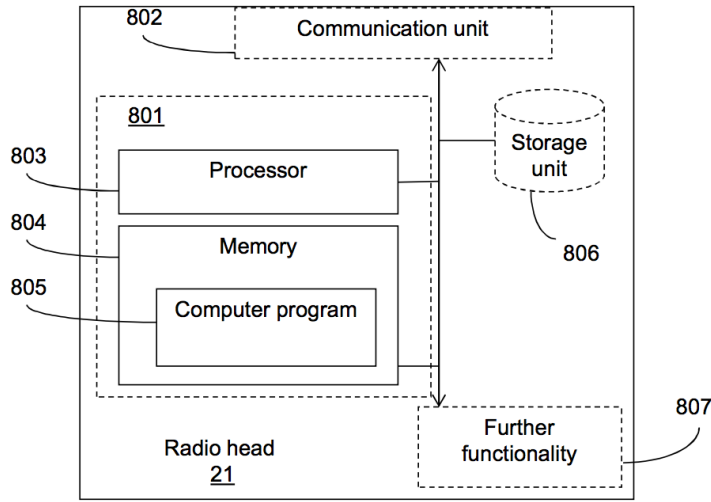 802
Communication unit
801
803
Processor
Storage
unit
804
Memory
806
805
Computer program
807
Further
functionality
Radio head
21